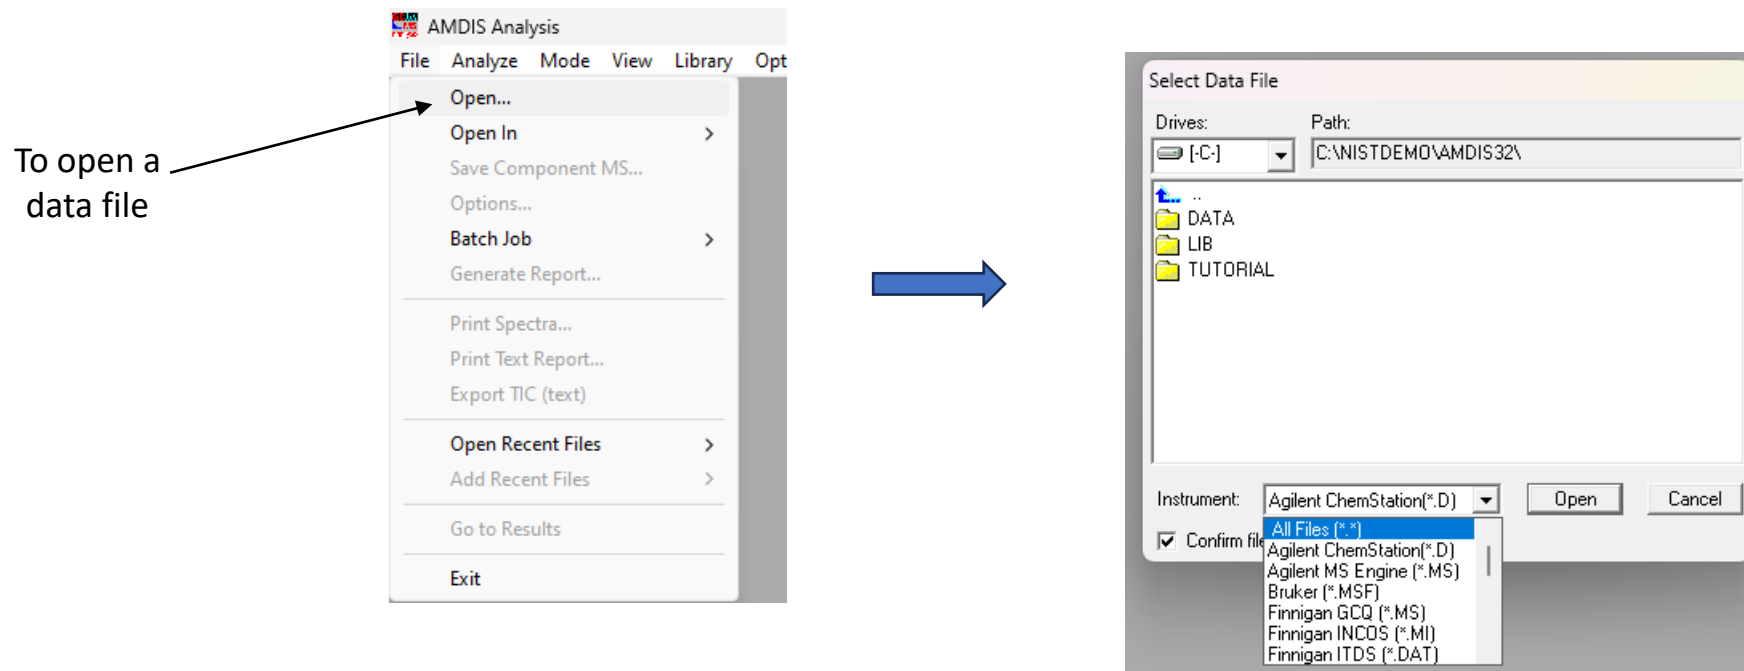 To open a
data file
AMDIS Analysis
File Analyze Mode View Library Opt
Open...
Open In
Save Component MS...
Options...
Batch Job
Generate Report...
Print Spectra...
Print Text Report...
Export TIC (text)
Open Recent Files
Add Recent Files
Go to Results
Exit
Select Data File
Drives: Path:
[-C-] C:\NISTDEMO\AMDIS32\
..
DATA
LIB
TUTORIAL
Instrument: Agilent ChemStation(*.D) Open Cancel
Confirm file
All Files (*.*)
Agilent ChemStation(*.D)
Agilent MS Engine (*.MS)
Bruker (*.MSF)
Finnigan GCQ (*.MS)
Finnigan INCOS (*.MI)
Finnigan ITDS (*.DAT)